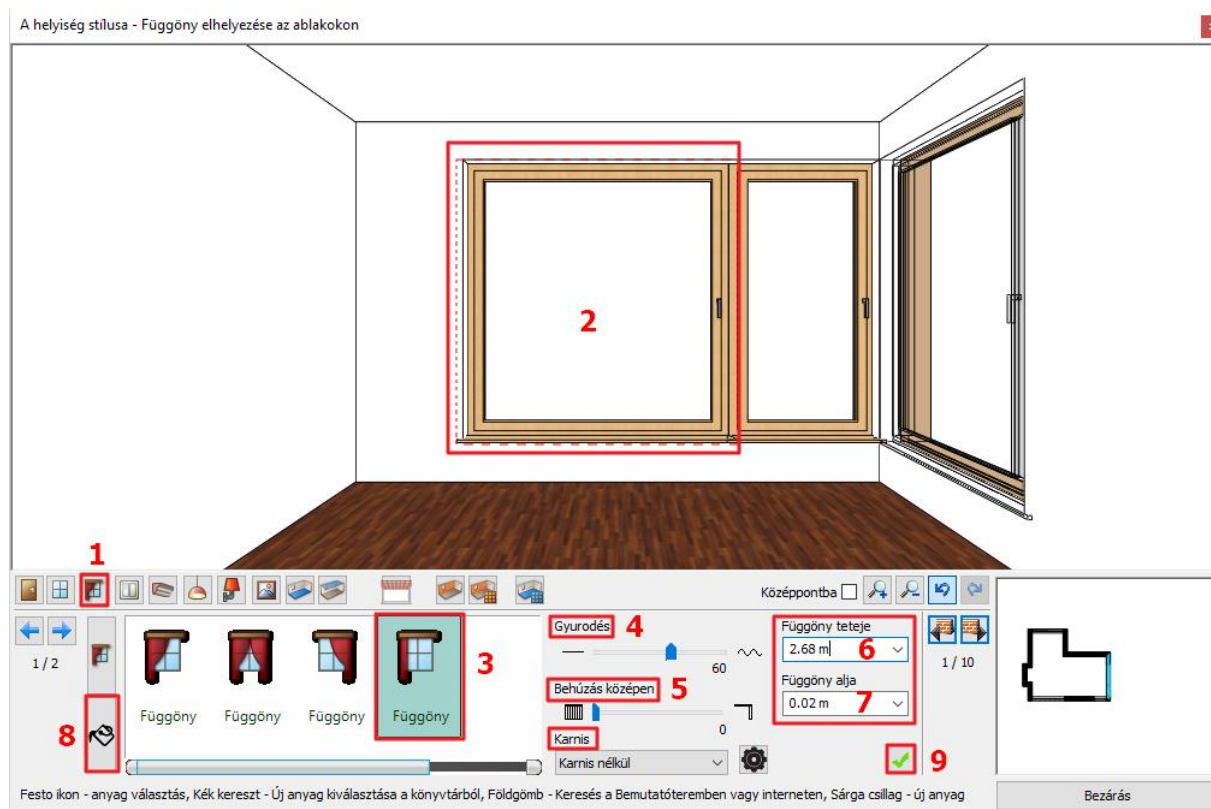 A helyiség stílusa - Függöny elhelyezése az ablakokon
2
1
Középpontba
1 / 2
8
Függöny
Függöny
Függöny
Függöny
3
Gyurodés 4
60
Behúzás középen 5
0
Karnis
Karnis nélkül
Függöny teteje
2.68 m 6
Függöny alja
0.02 m 7
9
1 / 10
Festo ikon - anyag választás, Kék kereszt - Új anyag kiválasztása a könyvtárból, Földgömb - Keresés a Bemutatóteremben vagy interneten, Sárga csillag - új anyag
Bezárás